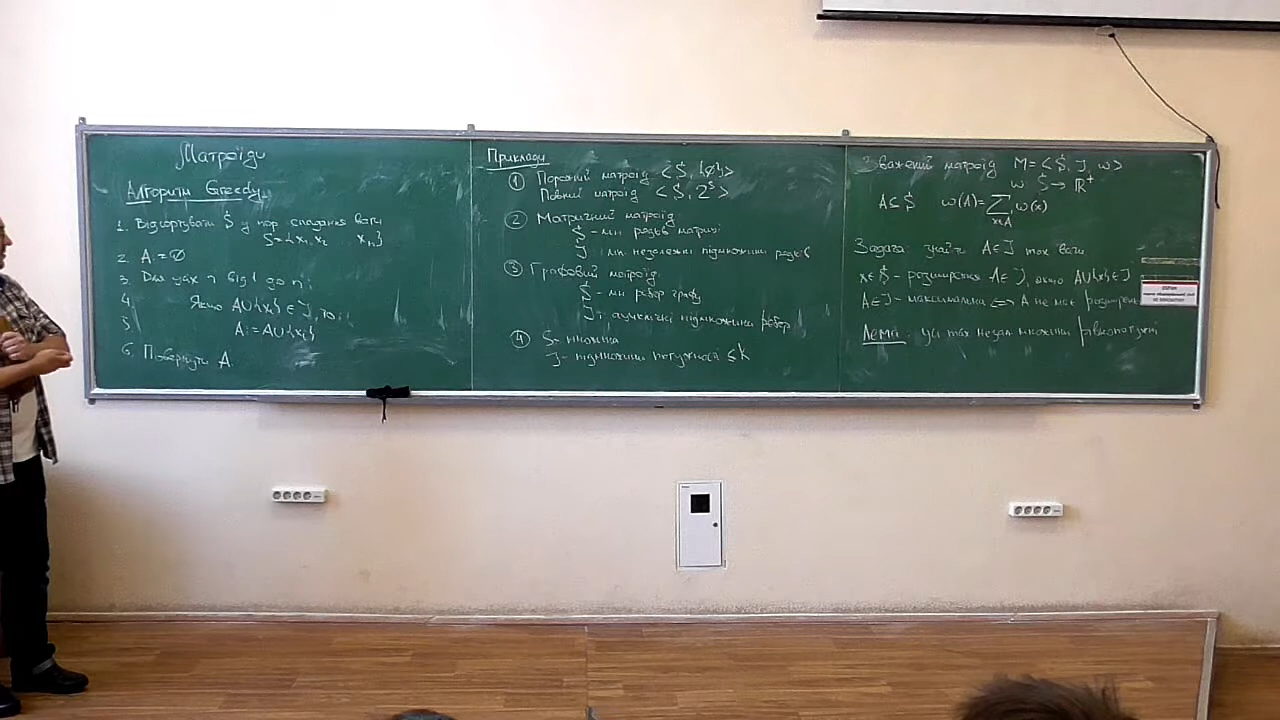 Матроїди
Алгоритм Greedy
1. Відсортувати S у пор спадання ваги
S={x₁, x₂ ... xₙ}
2. A:=∅
3. Для усіх i від 1 до n:
4. Якщо A∪{xᵢ} ∈ I, то:
5. A:=A∪{xᵢ}
6. Повернути A.
Приклади
① Порожній матроїд <S, {∅}>
Повний матроїд <S, 2ˢ>
② Матричний матроїд
S - мн рядків матриці
I : мн незалежні підмножини рядків
③ Графовий матроїд
S - мн ребер графу
I : ациклічні підмножини ребер
④ S - множина
I - підмножини потужності ≤ k
Зважений матроїд M = <S, I, w>
w: S → ℝ⁺
A⊆S w(A)=∑ w(x)
x∈A
Задача: знайти A∈I max ваги
x∈S - розширення A∈I, якщо A∪{x}∈I
A∈I - максимальна ⟺ A не має розширень
Лема: усі max незал множини рівнопотужні